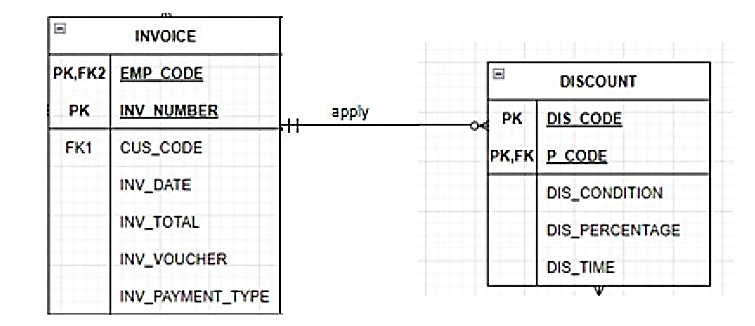 INVOICE
PK,FK2 EMP_CODE
PK INV_NUMBER
FK1 CUS_CODE
INV_DATE
INV_TOTAL
INV_VOUCHER
INV_PAYMENT_TYPE
apply
DISCOUNT
PK DIS_CODE
PK,FK P_CODE
DIS_CONDITION
DIS_PERCENTAGE
DIS_TIME